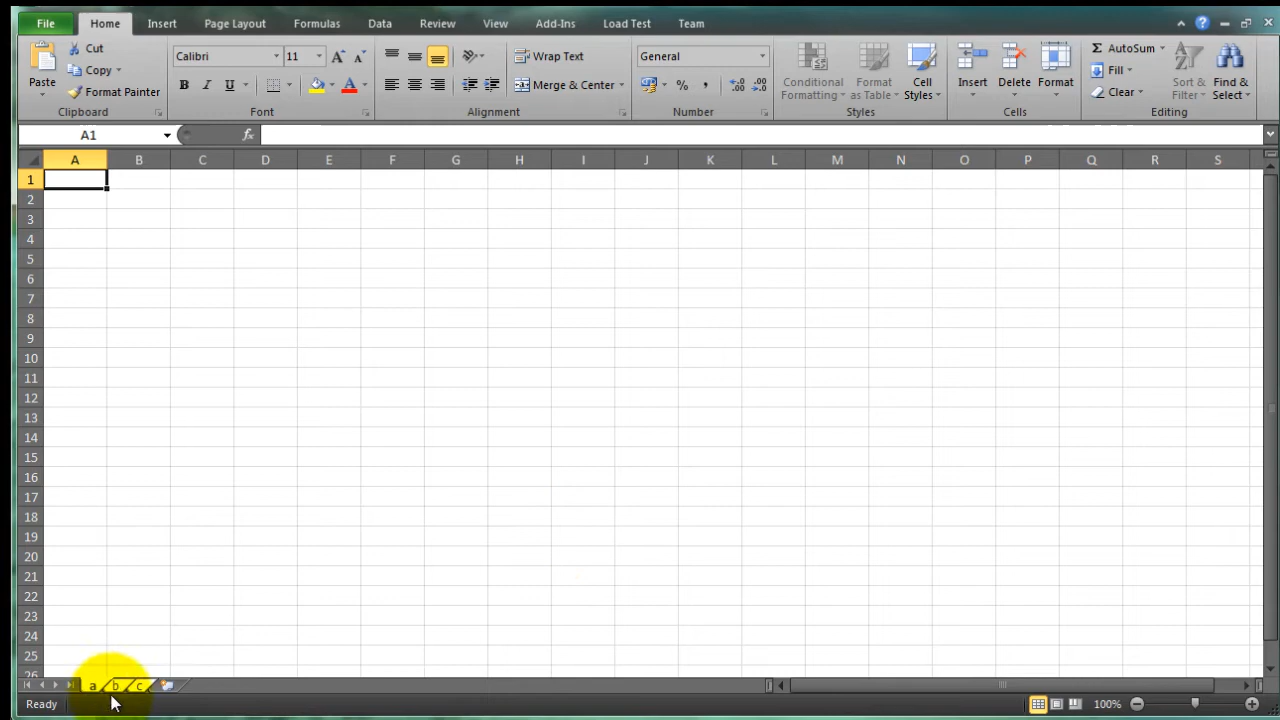 File Home Insert Page Layout Formulas Data Review View Add-Ins Load Test Team
Paste Cut Copy Format Painter Clipboard
Calibri 11 B I U A Font
Wrap Text Merge & Center Alignment
General % , Number
Conditional Formatting Format as Table Cell Styles Styles
Insert Delete Format Cells
Σ AutoSum Fill Clear Sort & Filter Find & Select Editing
A1 fx
A B C D E F G H I J K L M N O P Q R S
1
2
3
4
5
6
7
8
9
10
11
12
13
14
15
16
17
18
19
20
21
22
23
24
25
26
a b c
Ready 100%